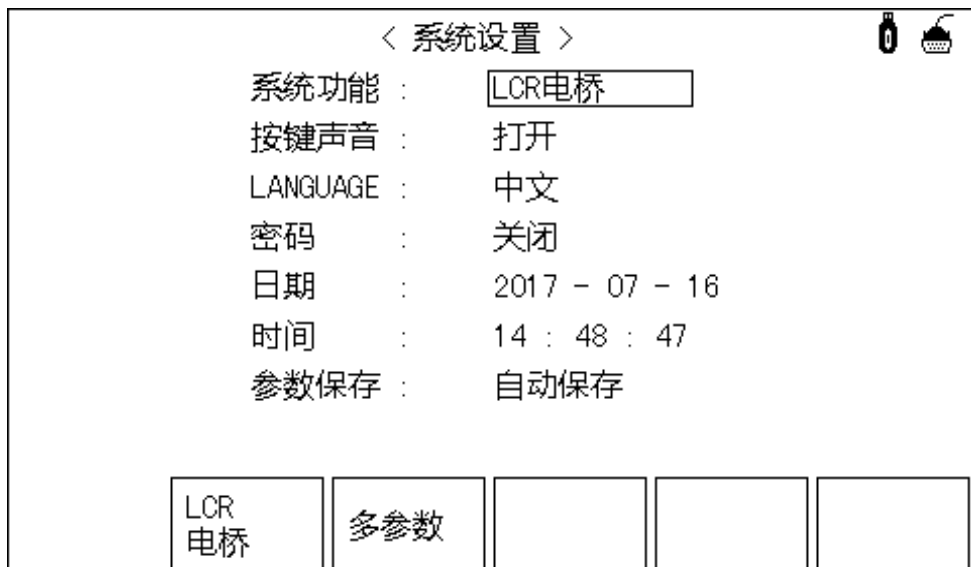 < 系统设置 >
系统功能 : LCR电桥
按键声音 : 打开
LANGUAGE : 中文
密码 : 关闭
日期 : 2017 - 07 - 16
时间 : 14 : 48 : 47
参数保存 : 自动保存
LCR
电桥
多参数